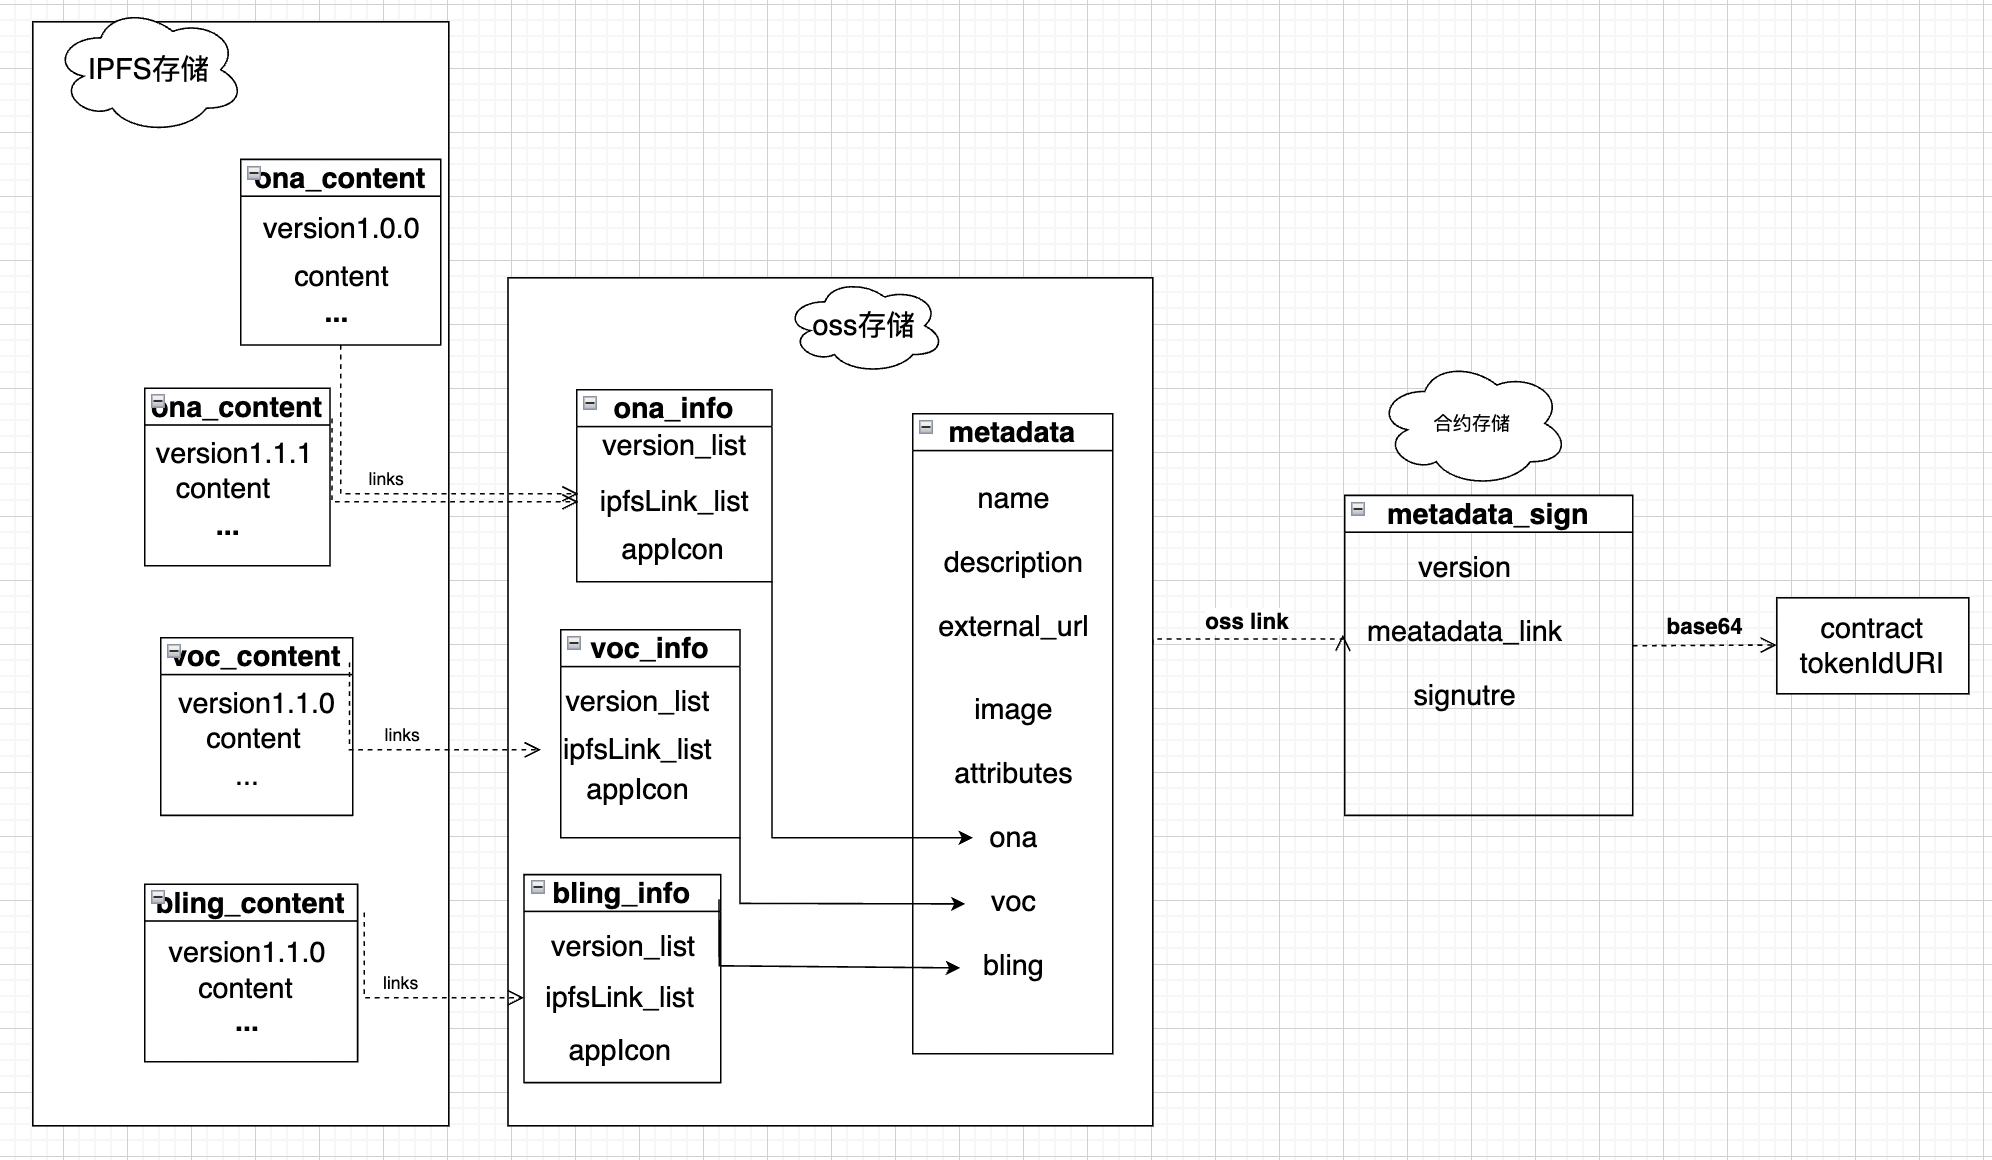 IPFS存储
ona_content
version1.0.0
content
...
ona_content
version1.1.1
content
...
links
voc_content
version1.1.0
content
...
links
bling_content
version1.1.0
content
...
links
oss存储
ona_info
version_list
ipfsLink_list
appIcon
voc_info
version_list
ipfsLink_list
appIcon
bling_info
version_list
ipfsLink_list
appIcon
metadata
name
description
external_url
image
attributes
ona
voc
bling
oss link
合约存储
metadata_sign
version
meatadata_link
signutre
base64
contract
tokenIdURI